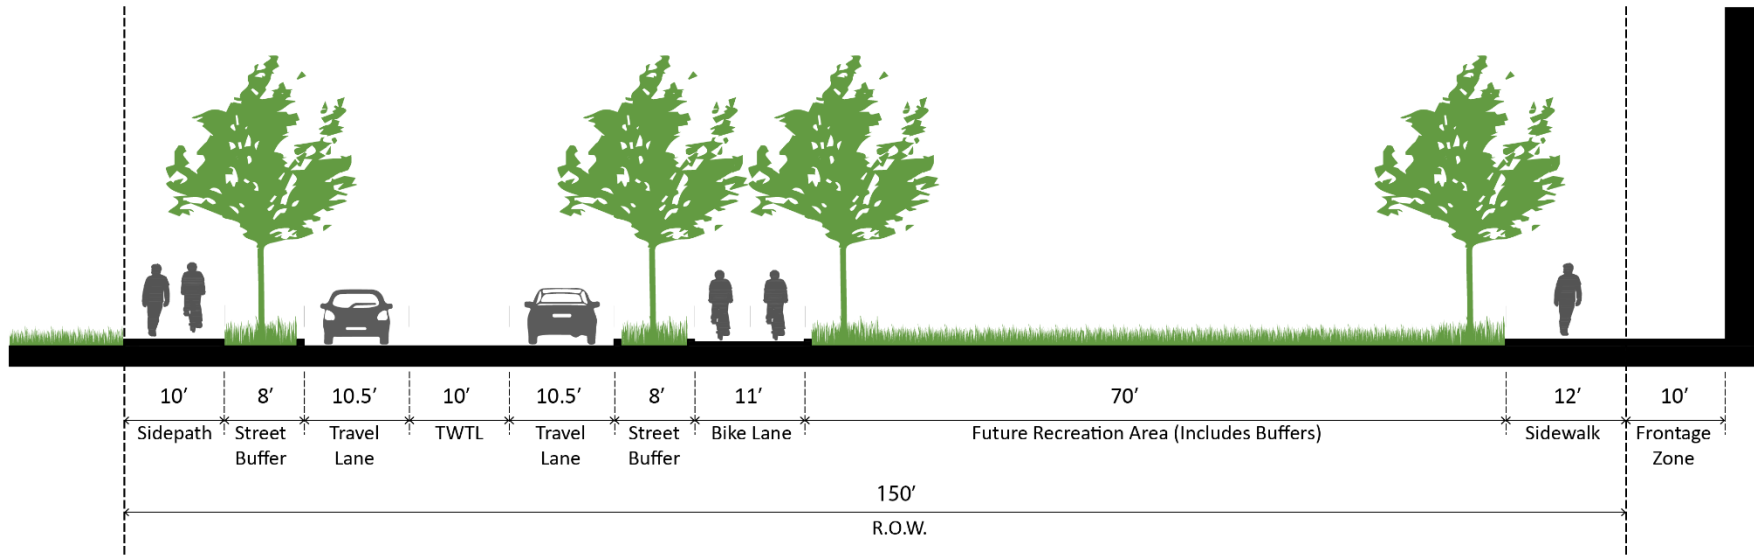 10’ 8’ 10.5’ 10’ 10.5’ 8’ 11’ 70’ 12’ 10’
Sidepath Street Travel TWTL Travel Street Bike Lane Future Recreation Area (Includes Buffers) Sidewalk Frontage
Buffer Lane Lane Buffer Zone
150’
R.O.W.